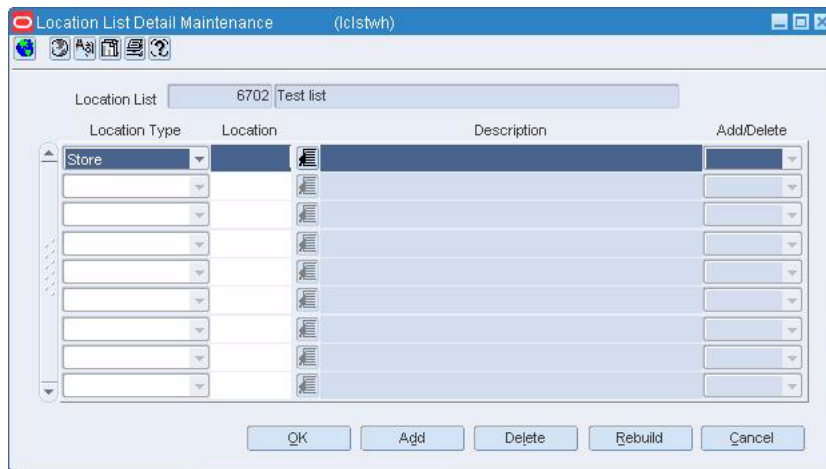 Location List Detail Maintenance (lclstwh)
Location List 6702 Test list
Location Type Location Description Add/Delete
Store
OK Add Delete Rebuild Cancel